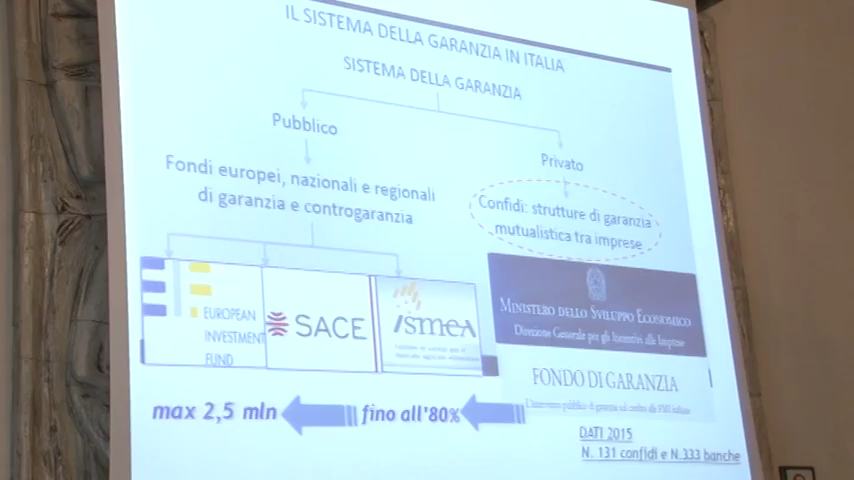 IL SISTEMA DELLA GARANZIA IN ITALIA
SISTEMA DELLA GARANZIA
Pubblico
Privato
Fondi europei, nazionali e regionali
di garanzia e controgaranzia
Confidi: strutture di garanzia
mutualistica tra imprese
EUROPEAN
INVESTMENT
FUND
SACE
ismea
MINISTERO DELLO SVILUPPO ECONOMICO
Direzione Generale per gli Incentivi alle Imprese
FONDO DI GARANZIA
max 2,5 mln
fino all'80%
DATI 2015
N. 131 confidi e N.333 banche